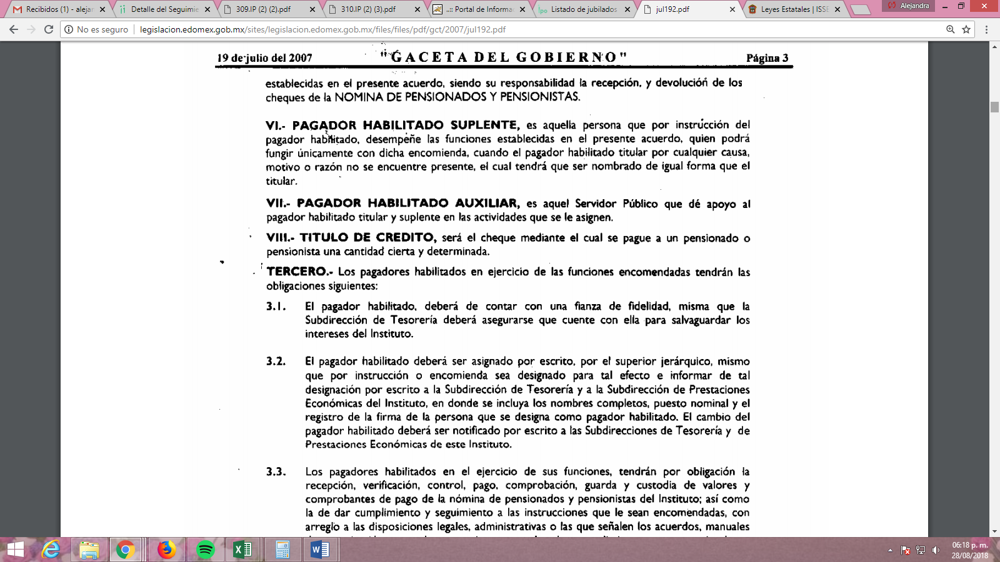 Recibidos (1) - alejan
Detalle del Seguimie
309.IP (2) (2).pdf
310.IP (2) (3).pdf
..:: Portal de Informac
Listado de jubilados
jul192.pdf
Leyes Estatales | ISSE
Alejandra
No es seguro
legislacion.edomex.gob.mx/sites/legislacion.edomex.gob.mx/files/files/pdf/gct/2007/jul192.pdf
19 de julio del 2007 "GACETA DEL GOBIERNO" Página 3
establecidas en el presente acuerdo, siendo su responsabilidad la recepción, y devolución de los
cheques de la NOMINA DE PENSIONADOS Y PENSIONISTAS.
VI.- PAGADOR HABILITADO SUPLENTE, es aquella persona que por instrucción del
pagador habilitado, desempeñe las funciones establecidas en el presente acuerdo, quien podrá
fungir únicamente con dicha encomienda, cuando el pagador habilitado titular por cualquier causa,
motivo o razón no se encuentre presente, el cual tendrá que ser nombrado de igual forma que el
titular.
VII.- PAGADOR HABILITADO AUXILIAR, es aquel Servidor Público que dé apoyo al
pagador habilitado titular y suplente en las actividades que se le asignen.
VIII.- TITULO DE CREDITO, será el cheque mediante el cual se pague a un pensionado o
pensionista una cantidad cierta y determinada.
TERCERO.- Los pagadores habilitados en ejercicio de las funciones encomendadas tendrán las
obligaciones siguientes:
3.1. El pagador habilitado, deberá de contar con una fianza de fidelidad, misma que la
Subdirección de Tesorería deberá asegurarse que cuente con ella para salvaguardar los
intereses del Instituto.
3.2. El pagador habilitado deberá ser asignado por escrito, por el superior jerárquico, mismo
que por instrucción o encomienda sea designado para tal efecto e informar de tal
designación por escrito a la Subdirección de Tesorería y a la Subdirección de Prestaciones
Económicas del Instituto, en donde se incluya los nombres completos, puesto nominal y el
registro de la firma de la persona que se designa como pagador habilitado. El cambio del
pagador habilitado deberá ser notificado por escrito a las Subdirecciones de Tesorería y de
Prestaciones Económicas de este Instituto.
3.3. Los pagadores habilitados en el ejercicio de sus funciones, tendrán por obligación la
recepción, verificación, control, pago, comprobación, guarda y custodia de valores y
comprobantes de pago de la nómina de pensionados y pensionistas del Instituto; así como
la de dar cumplimiento y seguimiento a las instrucciones que le sean encomendadas, con
arreglo a las disposiciones legales, administrativas o las que señalen los acuerdos, manuales
06:18 p. m.
28/08/2018